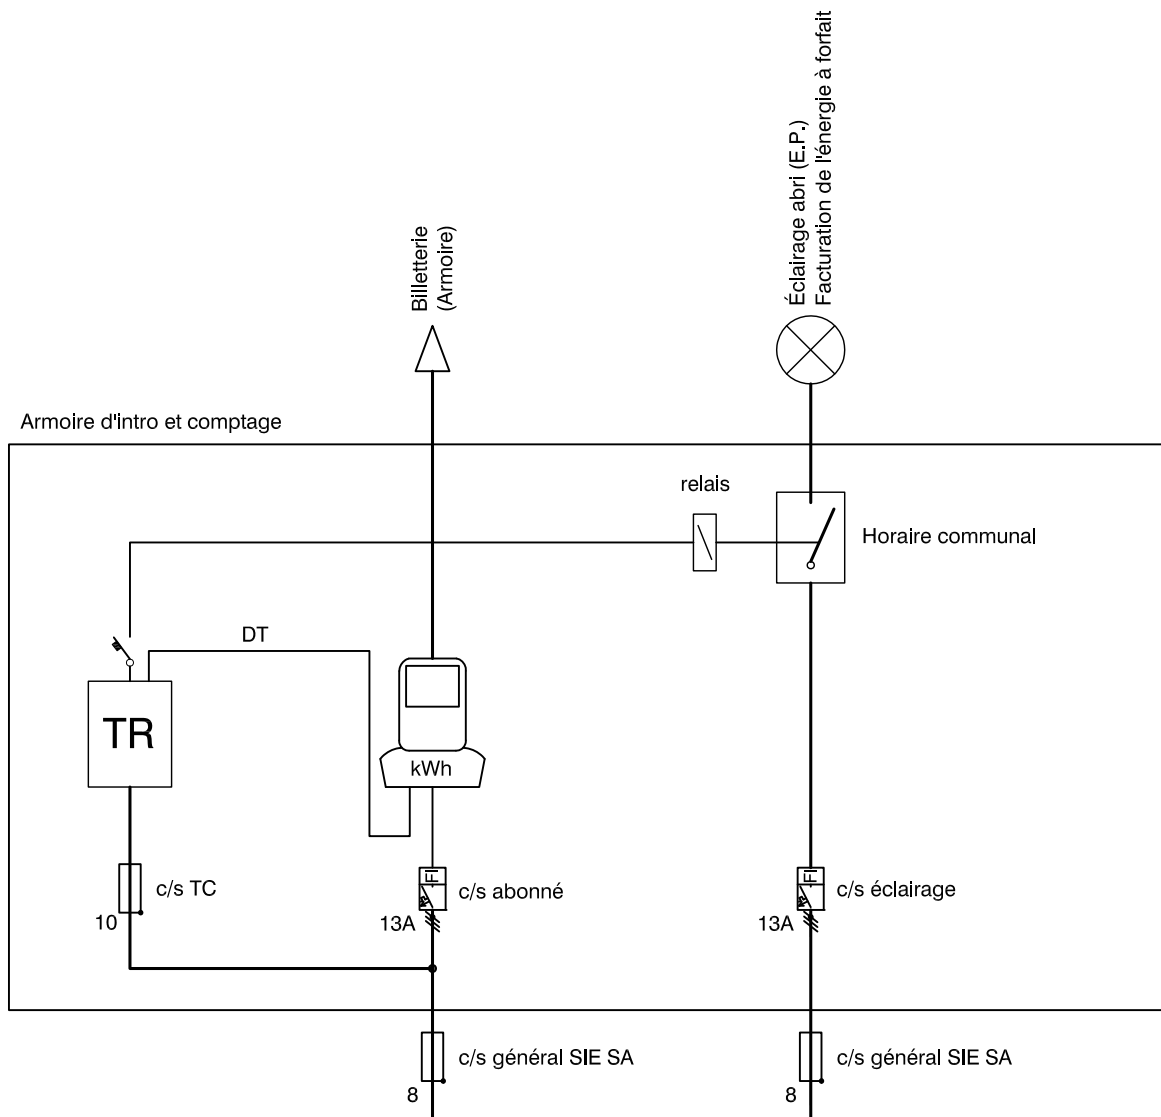 Éclairage abri (E.P.)
Facturation de l'énergie à forfait
Billetterie
(Armoire)
Armoire d'intro et comptage
relais
Horaire communal
DT
TR
kWh
FI
FI
c/s TC
c/s abonné
c/s éclairage
10
13A
13A
c/s général SIE SA
c/s général SIE SA
8
8